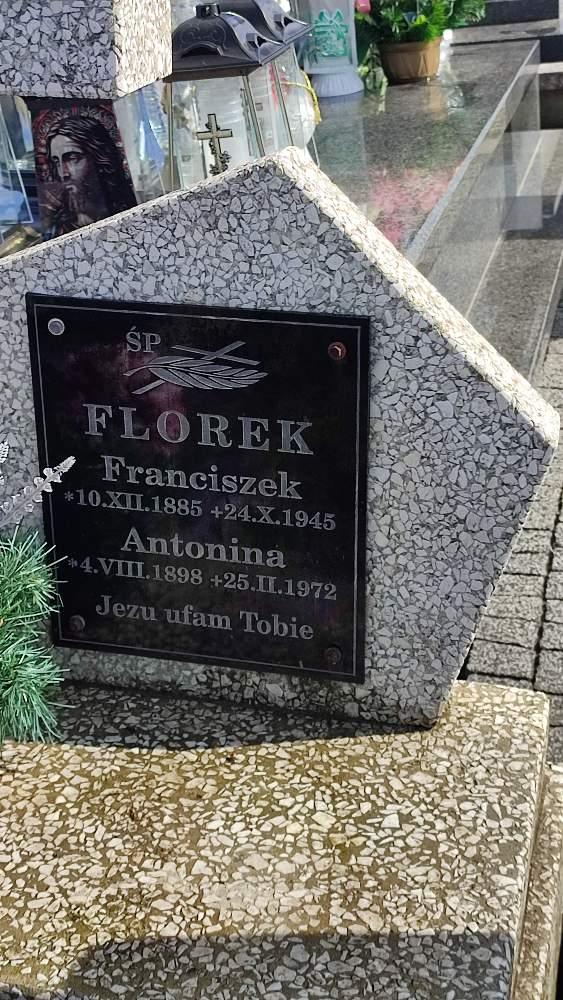 ŚP
FLOREK
Franciszek
*10.XII.1885 +24.X.1945
Antonina
*4.VIII.1898 +25.II.1972
Jezu ufam Tobie